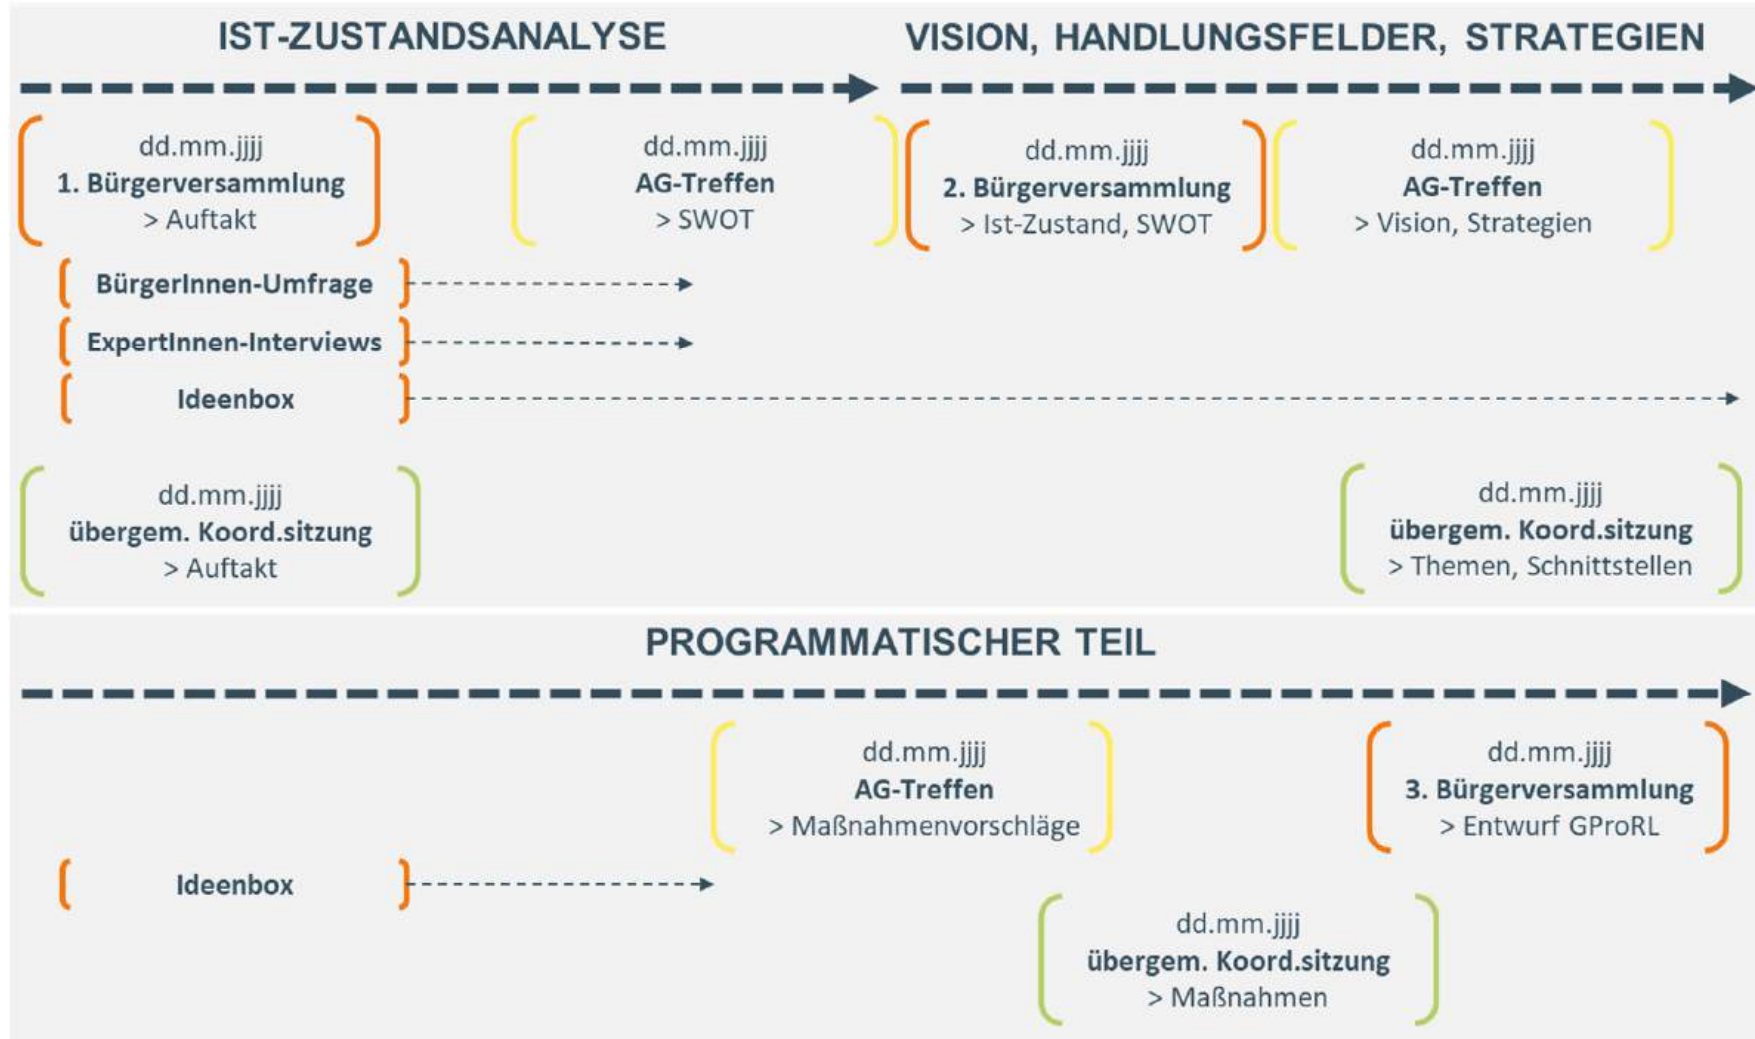 IST-ZUSTANDSANALYSE
VISION, HANDLUNGSFELDER, STRATEGIEN
dd.mm.jjjj
1. Bürgerversammlung
> Auftakt
dd.mm.jjjj
AG-Treffen
> SWOT
dd.mm.jjjj
2. Bürgerversammlung
> Ist-Zustand, SWOT
dd.mm.jjjj
AG-Treffen
> Vision, Strategien
BürgerInnen-Umfrage
ExpertInnen-Interviews
Ideenbox
dd.mm.jjjj
übergem. Koord.sitzung
> Auftakt
dd.mm.jjjj
übergem. Koord.sitzung
> Themen, Schnittstellen
PROGRAMMATISCHER TEIL
dd.mm.jjjj
AG-Treffen
> Maßnahmenvorschläge
dd.mm.jjjj
3. Bürgerversammlung
> Entwurf GProRL
Ideenbox
dd.mm.jjjj
übergem. Koord.sitzung
> Maßnahmen